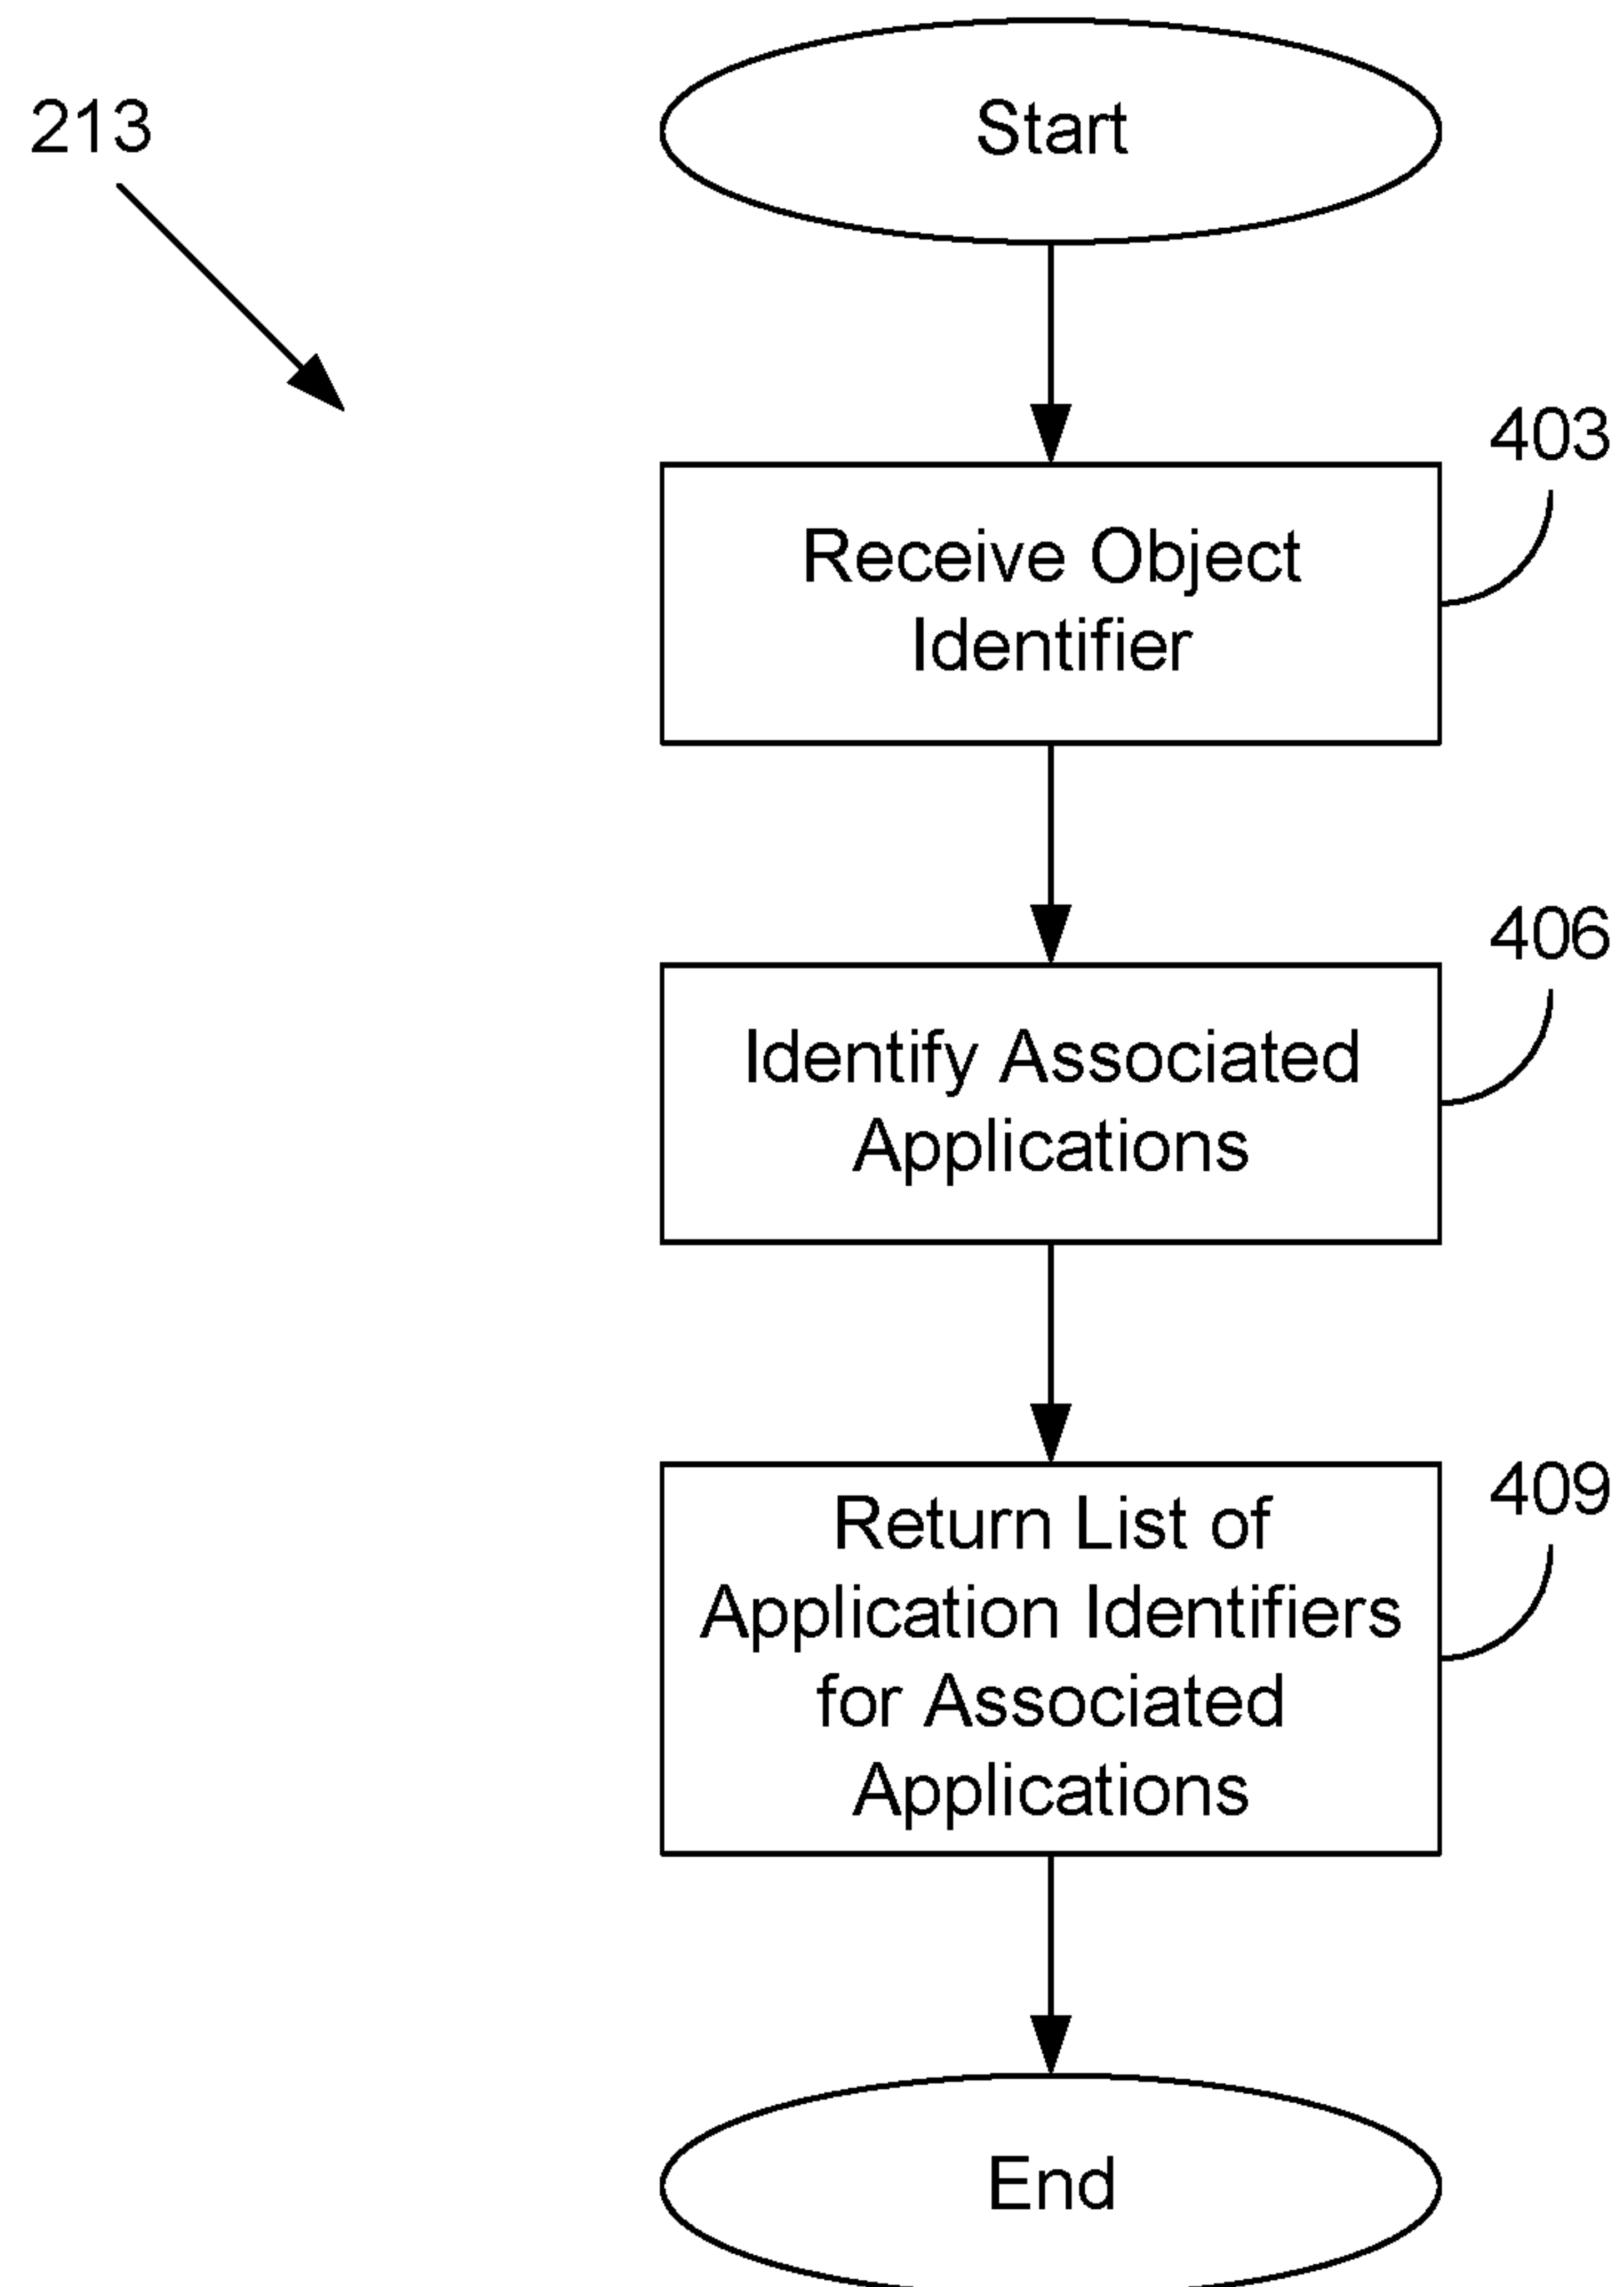 213
Start
403
Receive Object
Identifier
406
Identify Associated
Applications
409
Return List of
Application Identifiers
for Associated
Applications
End